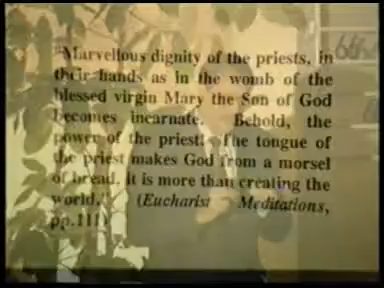 "Marvellous dignity of the priests, in
their hands as in the womb of the
blessed virgin Mary the Son of God
becomes incarnate. Behold, the
power of the priest! The tongue of
the priest makes God from a morsel
of bread. It is more than creating the
world." (Eucharist Meditations,
pp.111)